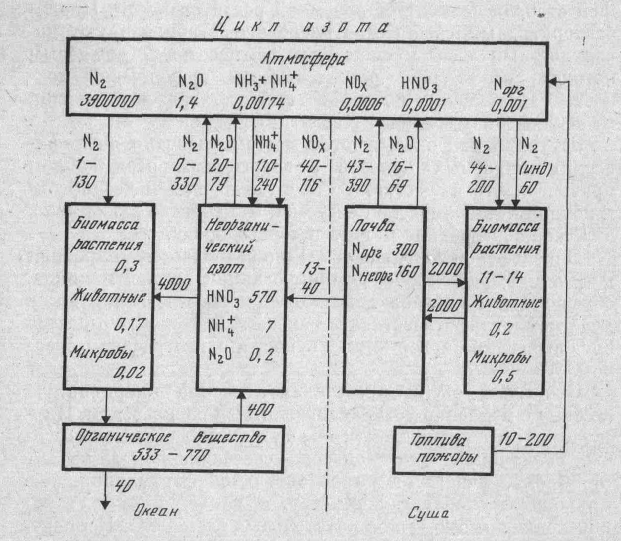 Цикл азота
Атмосфера
N₂ N₂O NH₃+NH₄⁺ NOₓ HNO₃ Nорг
3900000 1,4 0,00174 0,0006 0,0001 0,001
N₂ N₂ N₂O NH₄⁺ NOₓ N₂ N₂O N₂ N₂
1– 0– 20– 110– 40– 43– 16– 44– (инд)
130 330 79 240 116 390 69 200 60
Биомасса
растения
0,3
Животные
0,17
Микробы
0,02
4000
Неоргани-
ческий
азот
HNO₃ 570
NH₄⁺ 7
N₂O 0,2
13–
40
Почва
Nорг 300
Nнеорг 160
2000
2000
Биомасса
растения
11–14
Животные
0,2
Микробы
0,5
400
Органическое вещество
533 – 770
40
Топлива
пожары
10–200
Океан
Суша